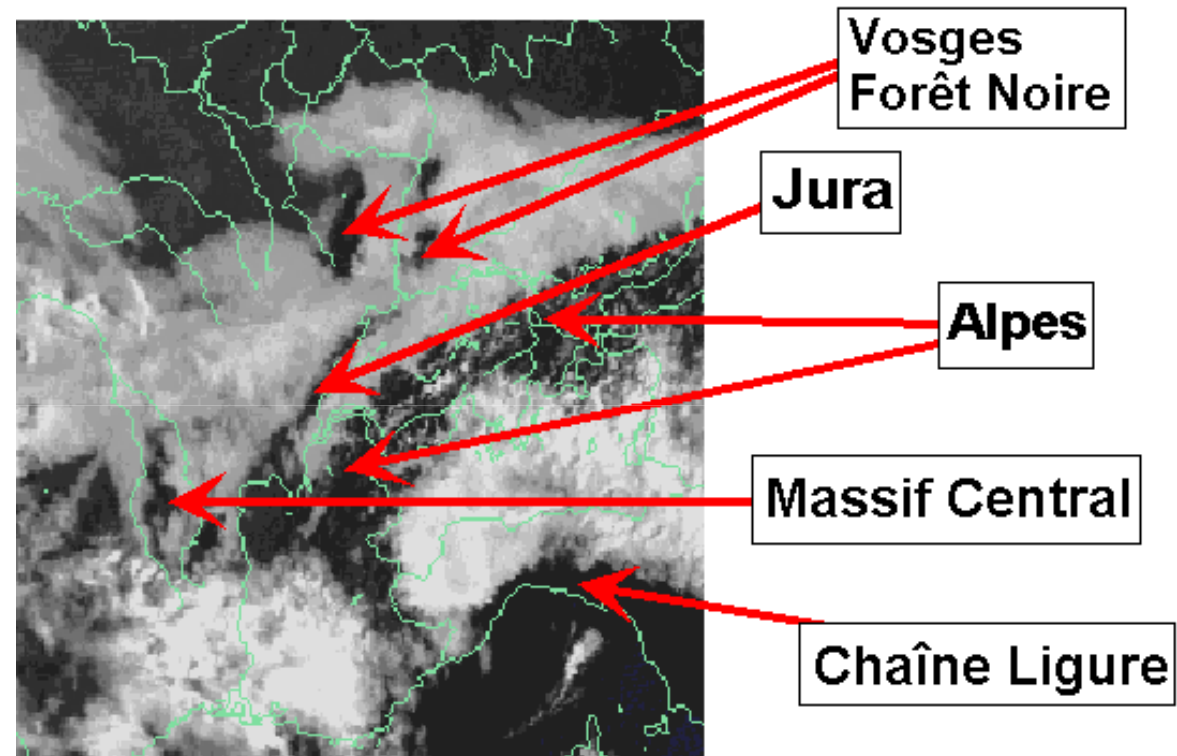 Vosges
Forêt Noire
Jura
Alpes
Massif Central
Chaîne Ligure